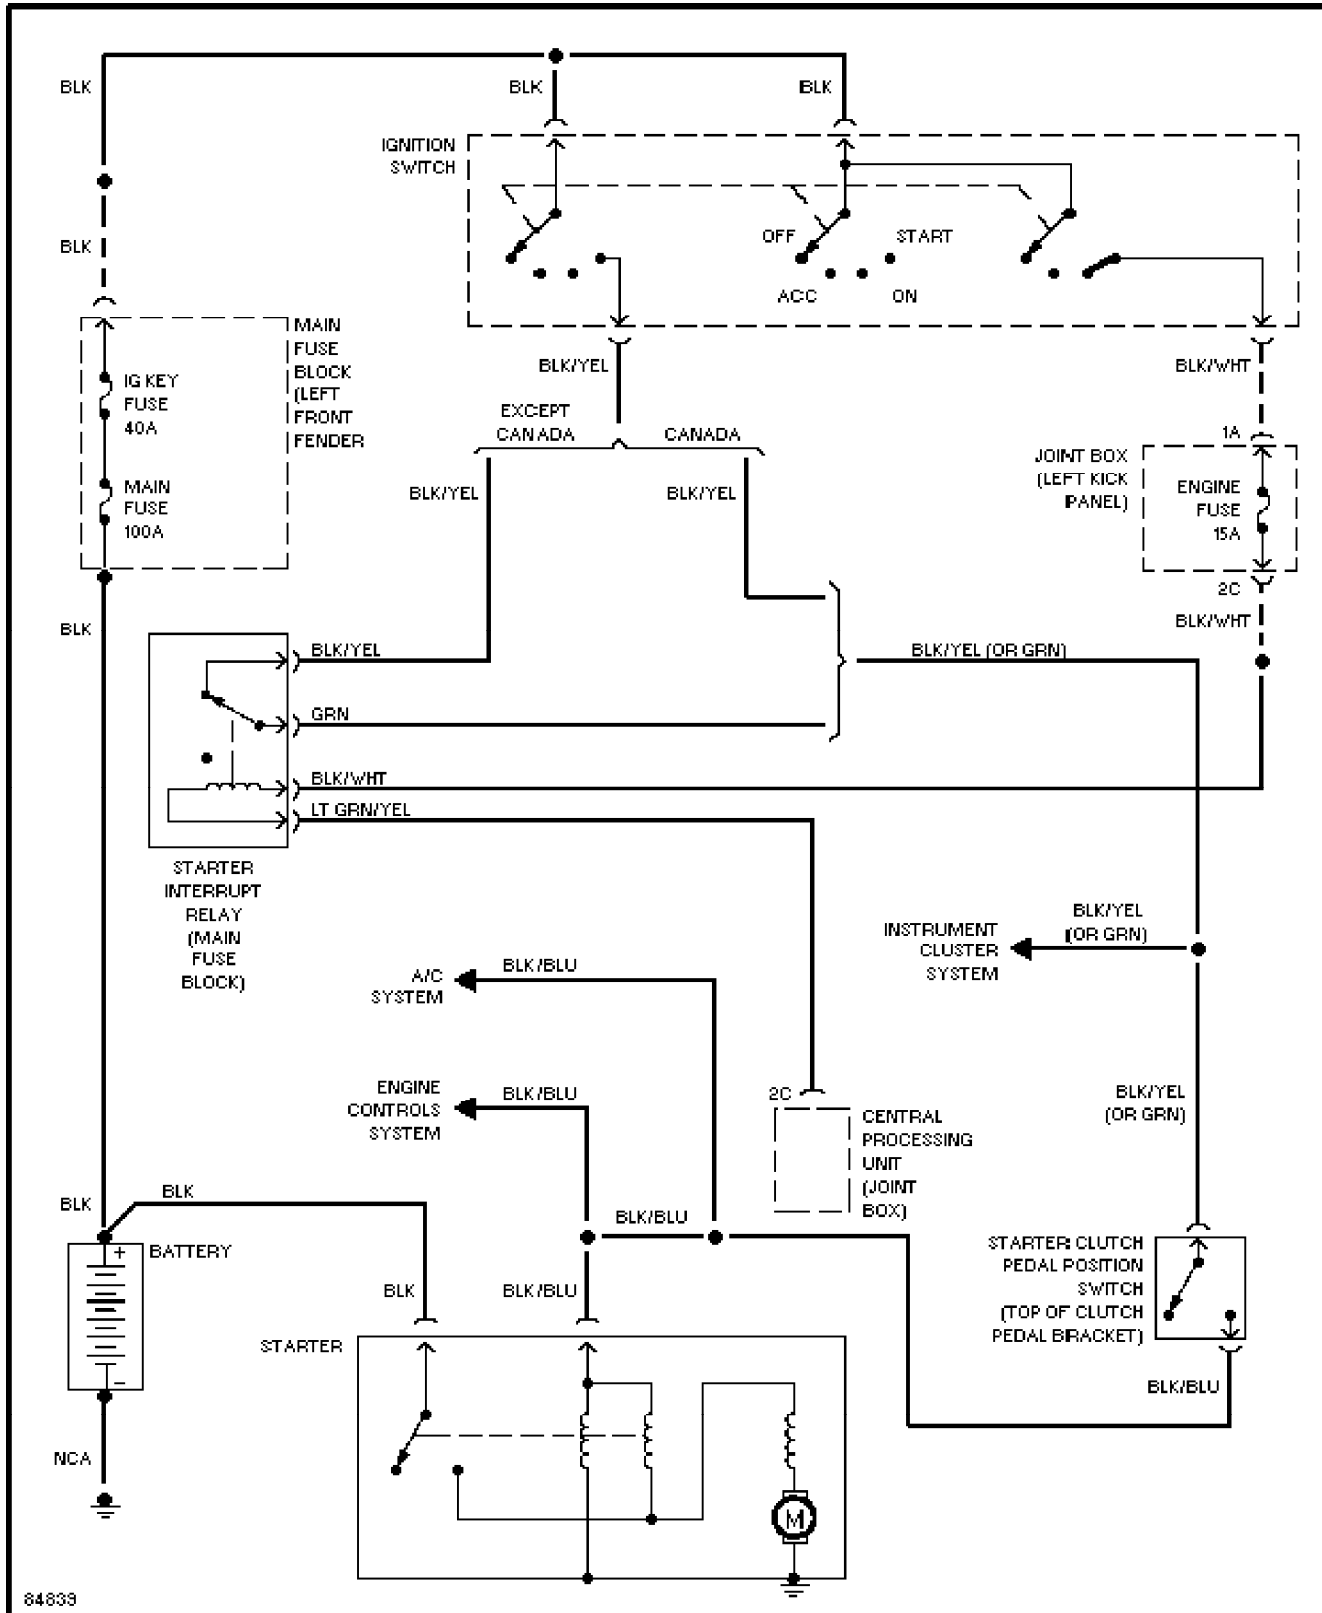 BLK
BLK
BLK
IGNITION
SWITCH
BLK
OFF
START
ACC
ON
MAIN
FUSE
BLOCK
(LEFT
FRONT
FENDER
IG KEY
FUSE
40A
MAIN
FUSE
100A
BLK/YEL
BLK/WHT
EXCEPT
CANADA
CANADA
1A
JOINT BOX
(LEFT KICK
PANEL)
ENGINE
FUSE
15A
BLK/YEL
BLK/YEL
2C
BLK/WHT
BLK
BLK/YEL
BLK/YEL (OR GRN)
GRN
BLK/WHT
LT GRN/YEL
STARTER
INTERRUPT
RELAY
(MAIN
FUSE
BLOCK)
BLK/YEL
(OR GRN)
INSTRUMENT
CLUSTER
SYSTEM
A/C
SYSTEM
BLK/BLU
ENGINE
CONTROLS
SYSTEM
BLK/BLU
2C
CENTRAL
PROCESSING
UNIT
(JOINT
BOX)
BLK/YEL
(OR GRN)
BLK
BLK
BLK/BLU
BATTERY
+
-
STARTER CLUTCH
PEDAL POSITION
SWITCH
(TOP OF CLUTCH
PEDAL BRACKET)
BLK
BLK/BLU
STARTER
BLK/BLU
NCA
M
84839